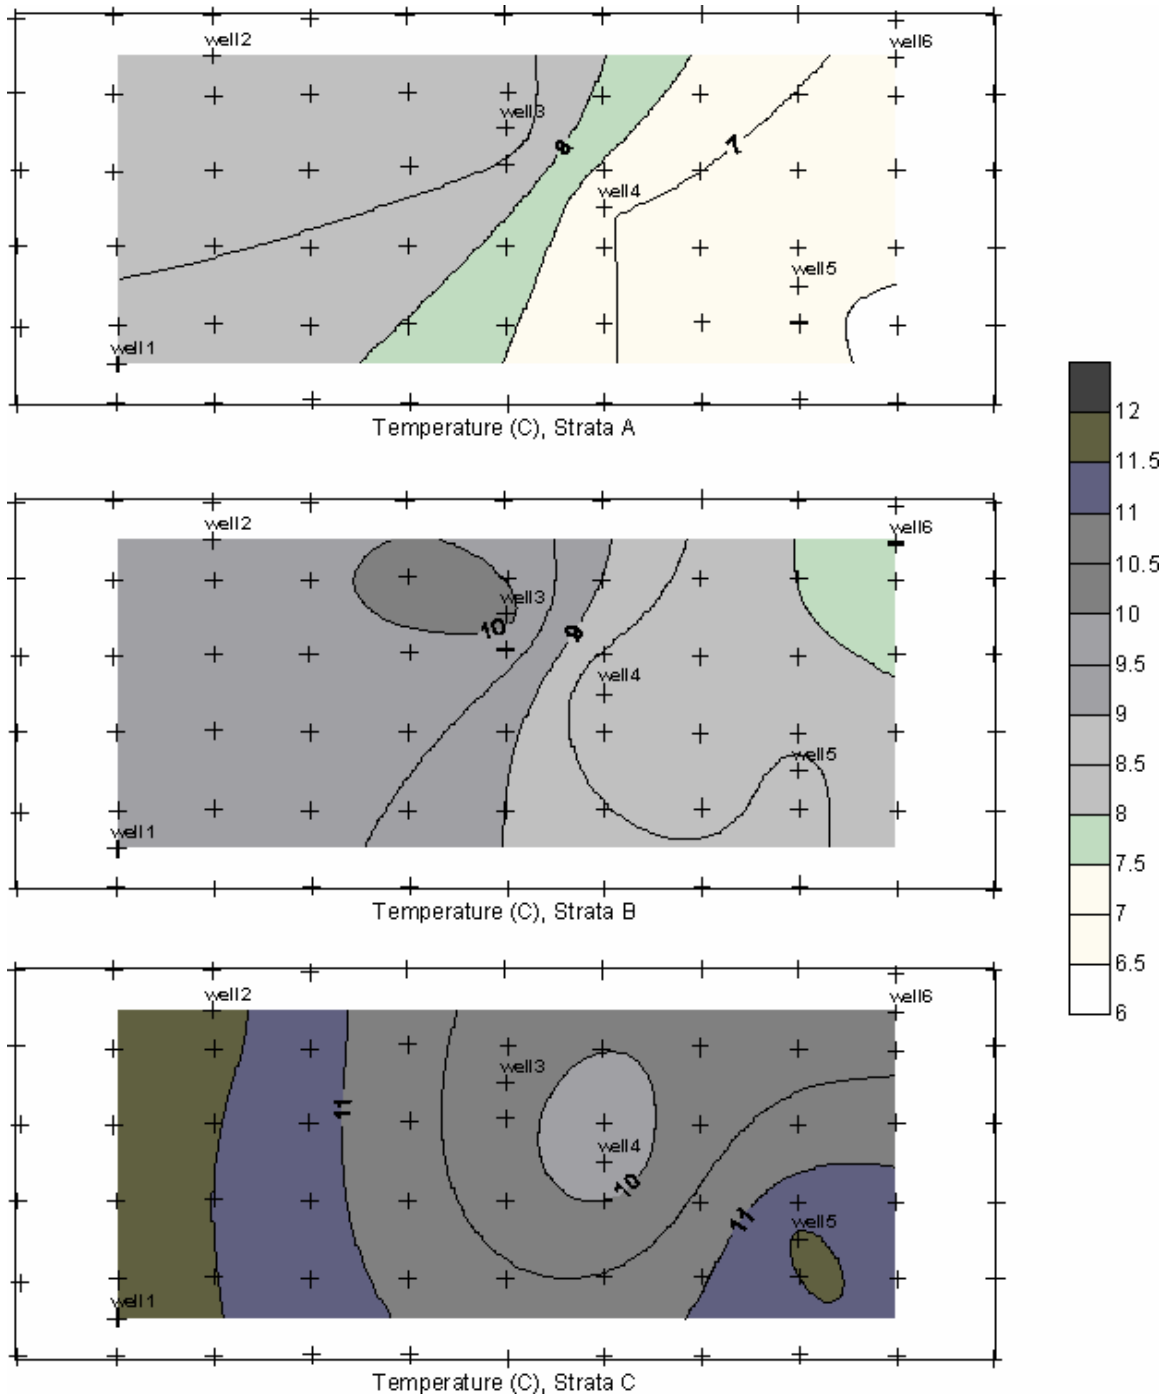 well2
well6
well3
8
7
well4
well5
well1
Temperature (C), Strata A
12
11.5
11
10.5
10
9.5
9
8.5
8
7.5
7
6.5
6
well2
well6
well3
10
9
well4
well5
well1
Temperature (C), Strata B
well2
well6
well3
11
well4
10
11
well5
well1
Temperature (C), Strata C